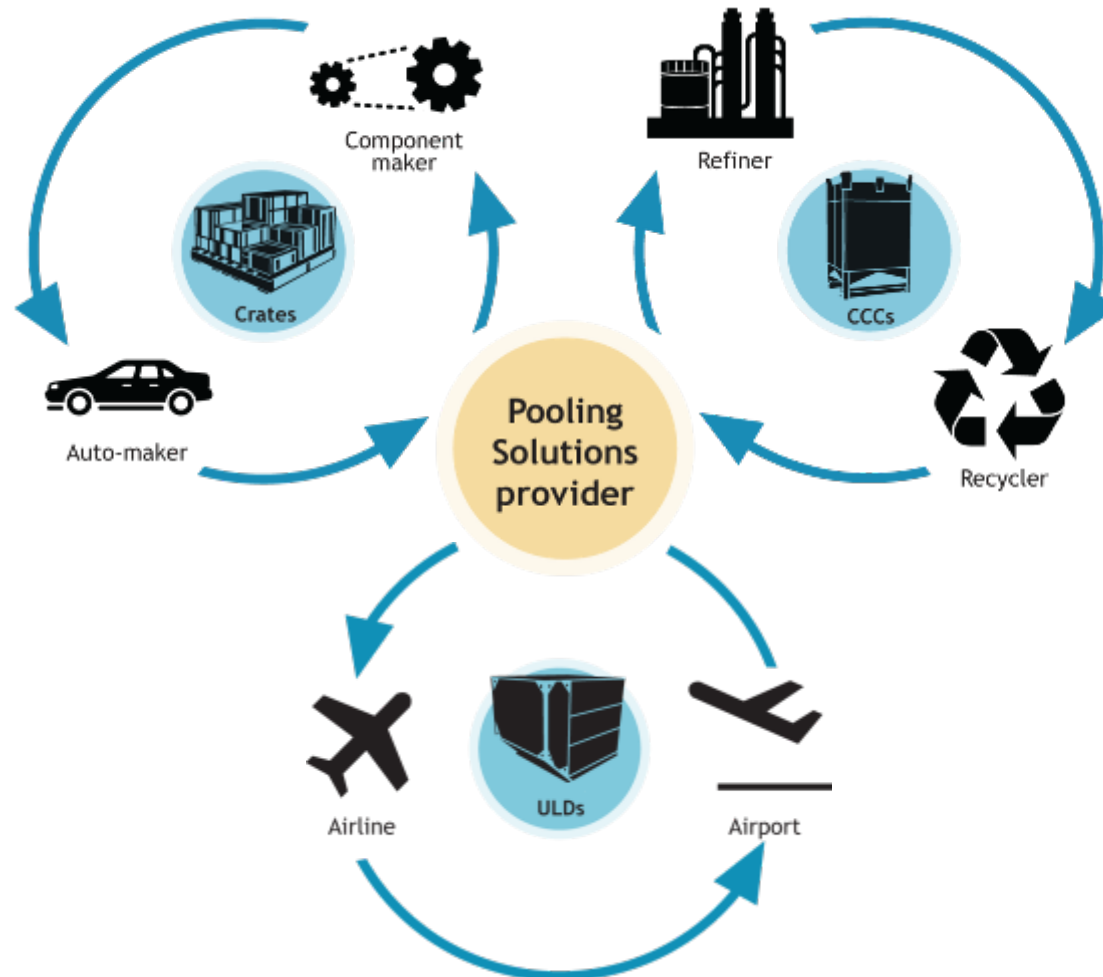 Component
maker
Refiner
Crates
CCCs
Auto-maker
Pooling
Solutions
provider
Recycler
ULDs
Airline
Airport